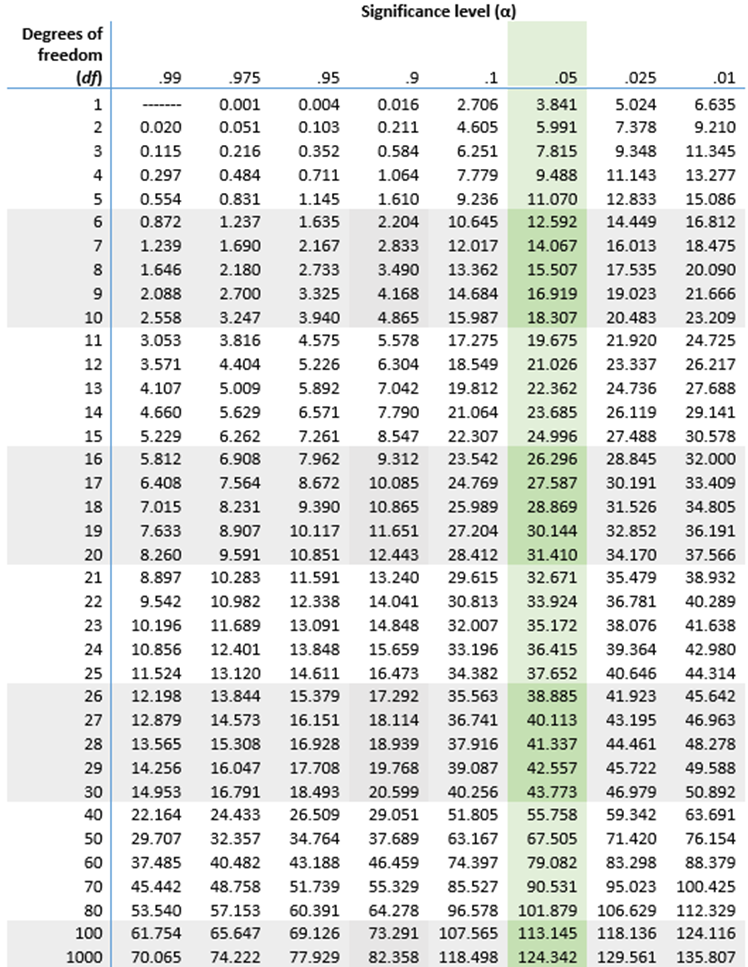 Significance level (α)
Degrees of
freedom
(df) .99 .975 .95 .9 .1 .05 .025 .01
1 ------- 0.001 0.004 0.016 2.706 3.841 5.024 6.635
2 0.020 0.051 0.103 0.211 4.605 5.991 7.378 9.210
3 0.115 0.216 0.352 0.584 6.251 7.815 9.348 11.345
4 0.297 0.484 0.711 1.064 7.779 9.488 11.143 13.277
5 0.554 0.831 1.145 1.610 9.236 11.070 12.833 15.086
6 0.872 1.237 1.635 2.204 10.645 12.592 14.449 16.812
7 1.239 1.690 2.167 2.833 12.017 14.067 16.013 18.475
8 1.646 2.180 2.733 3.490 13.362 15.507 17.535 20.090
9 2.088 2.700 3.325 4.168 14.684 16.919 19.023 21.666
10 2.558 3.247 3.940 4.865 15.987 18.307 20.483 23.209
11 3.053 3.816 4.575 5.578 17.275 19.675 21.920 24.725
12 3.571 4.404 5.226 6.304 18.549 21.026 23.337 26.217
13 4.107 5.009 5.892 7.042 19.812 22.362 24.736 27.688
14 4.660 5.629 6.571 7.790 21.064 23.685 26.119 29.141
15 5.229 6.262 7.261 8.547 22.307 24.996 27.488 30.578
16 5.812 6.908 7.962 9.312 23.542 26.296 28.845 32.000
17 6.408 7.564 8.672 10.085 24.769 27.587 30.191 33.409
18 7.015 8.231 9.390 10.865 25.989 28.869 31.526 34.805
19 7.633 8.907 10.117 11.651 27.204 30.144 32.852 36.191
20 8.260 9.591 10.851 12.443 28.412 31.410 34.170 37.566
21 8.897 10.283 11.591 13.240 29.615 32.671 35.479 38.932
22 9.542 10.982 12.338 14.041 30.813 33.924 36.781 40.289
23 10.196 11.689 13.091 14.848 32.007 35.172 38.076 41.638
24 10.856 12.401 13.848 15.659 33.196 36.415 39.364 42.980
25 11.524 13.120 14.611 16.473 34.382 37.652 40.646 44.314
26 12.198 13.844 15.379 17.292 35.563 38.885 41.923 45.642
27 12.879 14.573 16.151 18.114 36.741 40.113 43.195 46.963
28 13.565 15.308 16.928 18.939 37.916 41.337 44.461 48.278
29 14.256 16.047 17.708 19.768 39.087 42.557 45.722 49.588
30 14.953 16.791 18.493 20.599 40.256 43.773 46.979 50.892
40 22.164 24.433 26.509 29.051 51.805 55.758 59.342 63.691
50 29.707 32.357 34.764 37.689 63.167 67.505 71.420 76.154
60 37.485 40.482 43.188 46.459 74.397 79.082 83.298 88.379
70 45.442 48.758 51.739 55.329 85.527 90.531 95.023 100.425
80 53.540 57.153 60.391 64.278 96.578 101.879 106.629 112.329
100 61.754 65.647 69.126 73.291 107.565 113.145 118.136 124.116
1000 70.065 74.222 77.929 82.358 118.498 124.342 129.561 135.807